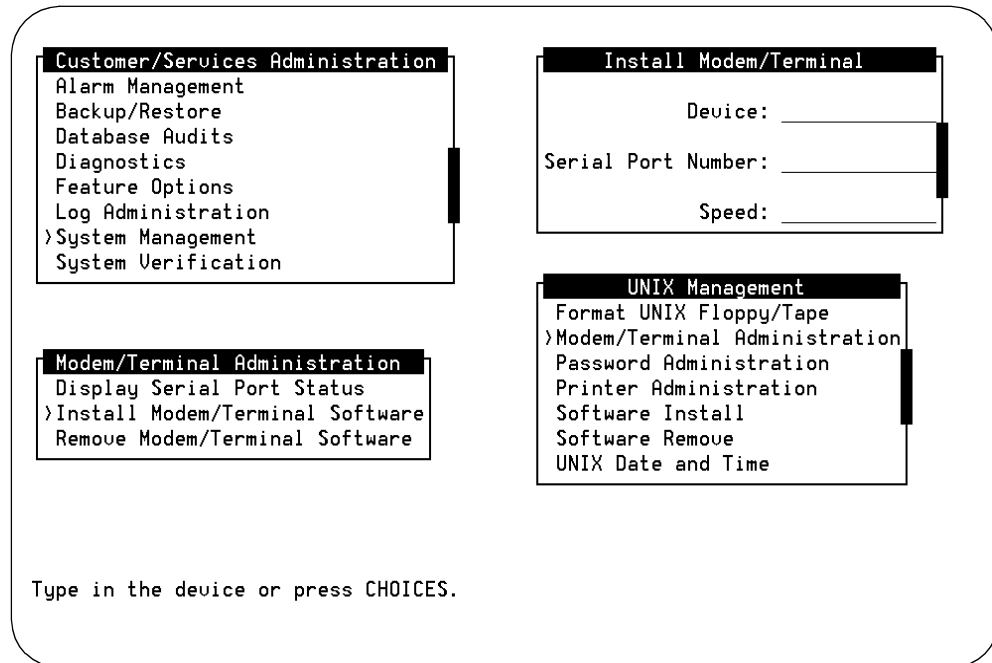 Customer/Services Administration
Alarm Management
Backup/Restore
Database Audits
Diagnostics
Feature Options
Log Administration
>System Management
System Verification
Install Modem/Terminal
Device:
Serial Port Number:
Speed:
Modem/Terminal Administration
Display Serial Port Status
>Install Modem/Terminal Software
Remove Modem/Terminal Software
UNIX Management
Format UNIX Floppy/Tape
>Modem/Terminal Administration
Password Administration
Printer Administration
Software Install
Software Remove
UNIX Date and Time
Type in the device or press CHOICES.